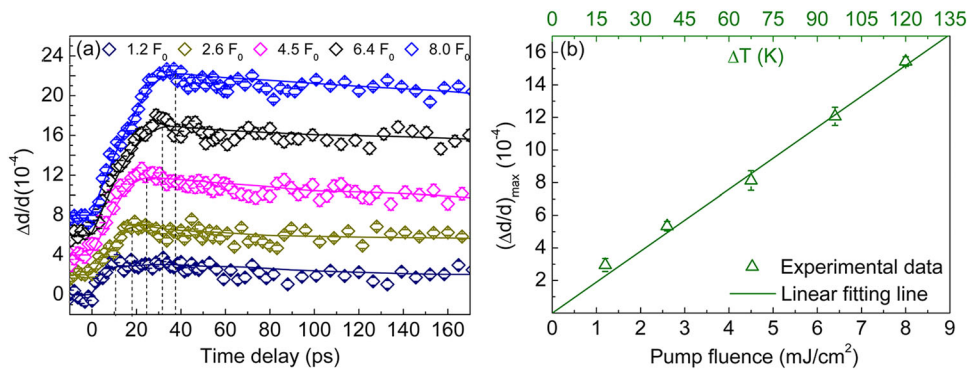 (a) 1.2 F0 2.6 F0 4.5 F0 6.4 F0 8.0 F0
24
20
16
12
8
4
0
Δd/d(10-4)
0 20 40 60 80 100 120 140 160
Time delay (ps)
0 15 30 45 60 75 90 105 120 135
ΔT (K)
(b)
16
14
12
10
8
6
4
2
(Δd/d)max (10-4)
Experimental data
Linear fitting line
0 1 2 3 4 5 6 7 8 9
Pump fluence (mJ/cm2)